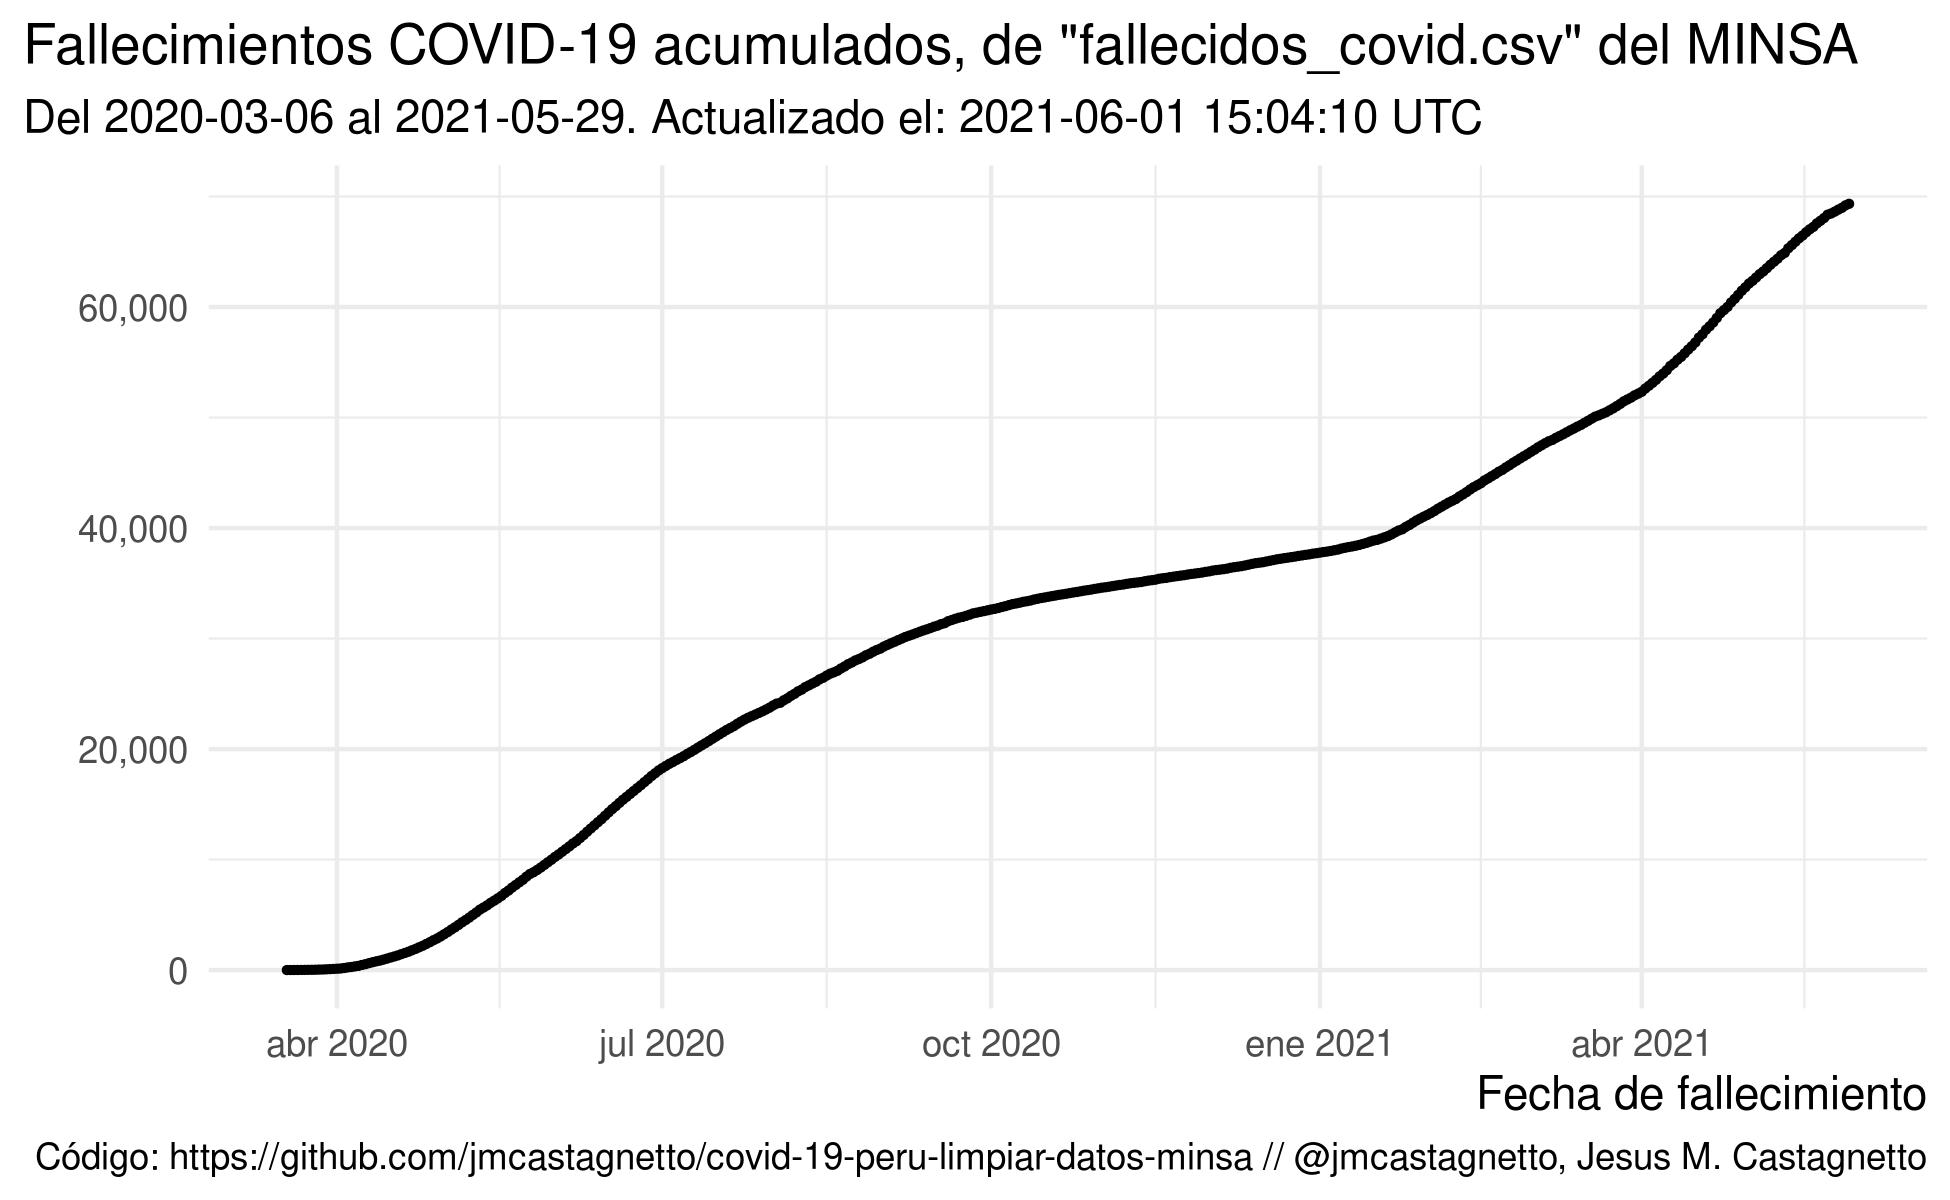 Fallecimientos COVID-19 acumulados, de "fallecidos_covid.csv" del MINSA
Del 2020-03-06 al 2021-05-29. Actualizado el: 2021-06-01 15:04:10 UTC
60,000
40,000
20,000
0
abr 2020
jul 2020
oct 2020
ene 2021
abr 2021
Fecha de fallecimiento
Código: https://github.com/jmcastagnetto/covid-19-peru-limpiar-datos-minsa // @jmcastagnetto, Jesus M. Castagnetto